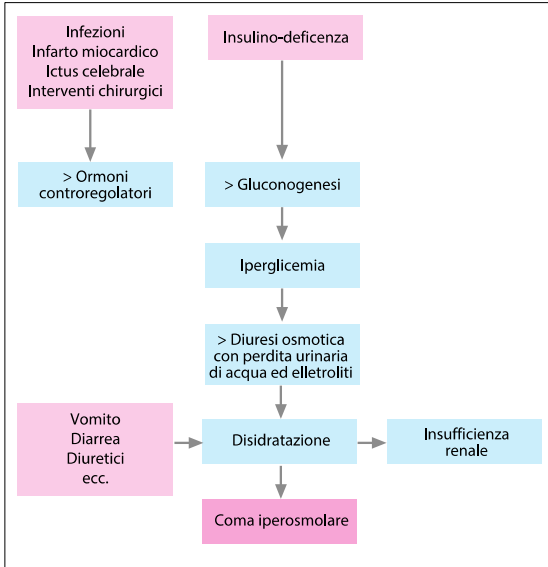 Infezioni
Infarto miocardico
Ictus celebrale
Interventi chirurgici
Insulino-deficenza
> Ormoni
controregolatori
> Gluconogenesi
Iperglicemia
> Diuresi osmotica
con perdita urinaria
di acqua ed elletroliti
Vomito
Diarrea
Diuretici
ecc.
Disidratazione
Insufficienza
renale
Coma iperosmolare